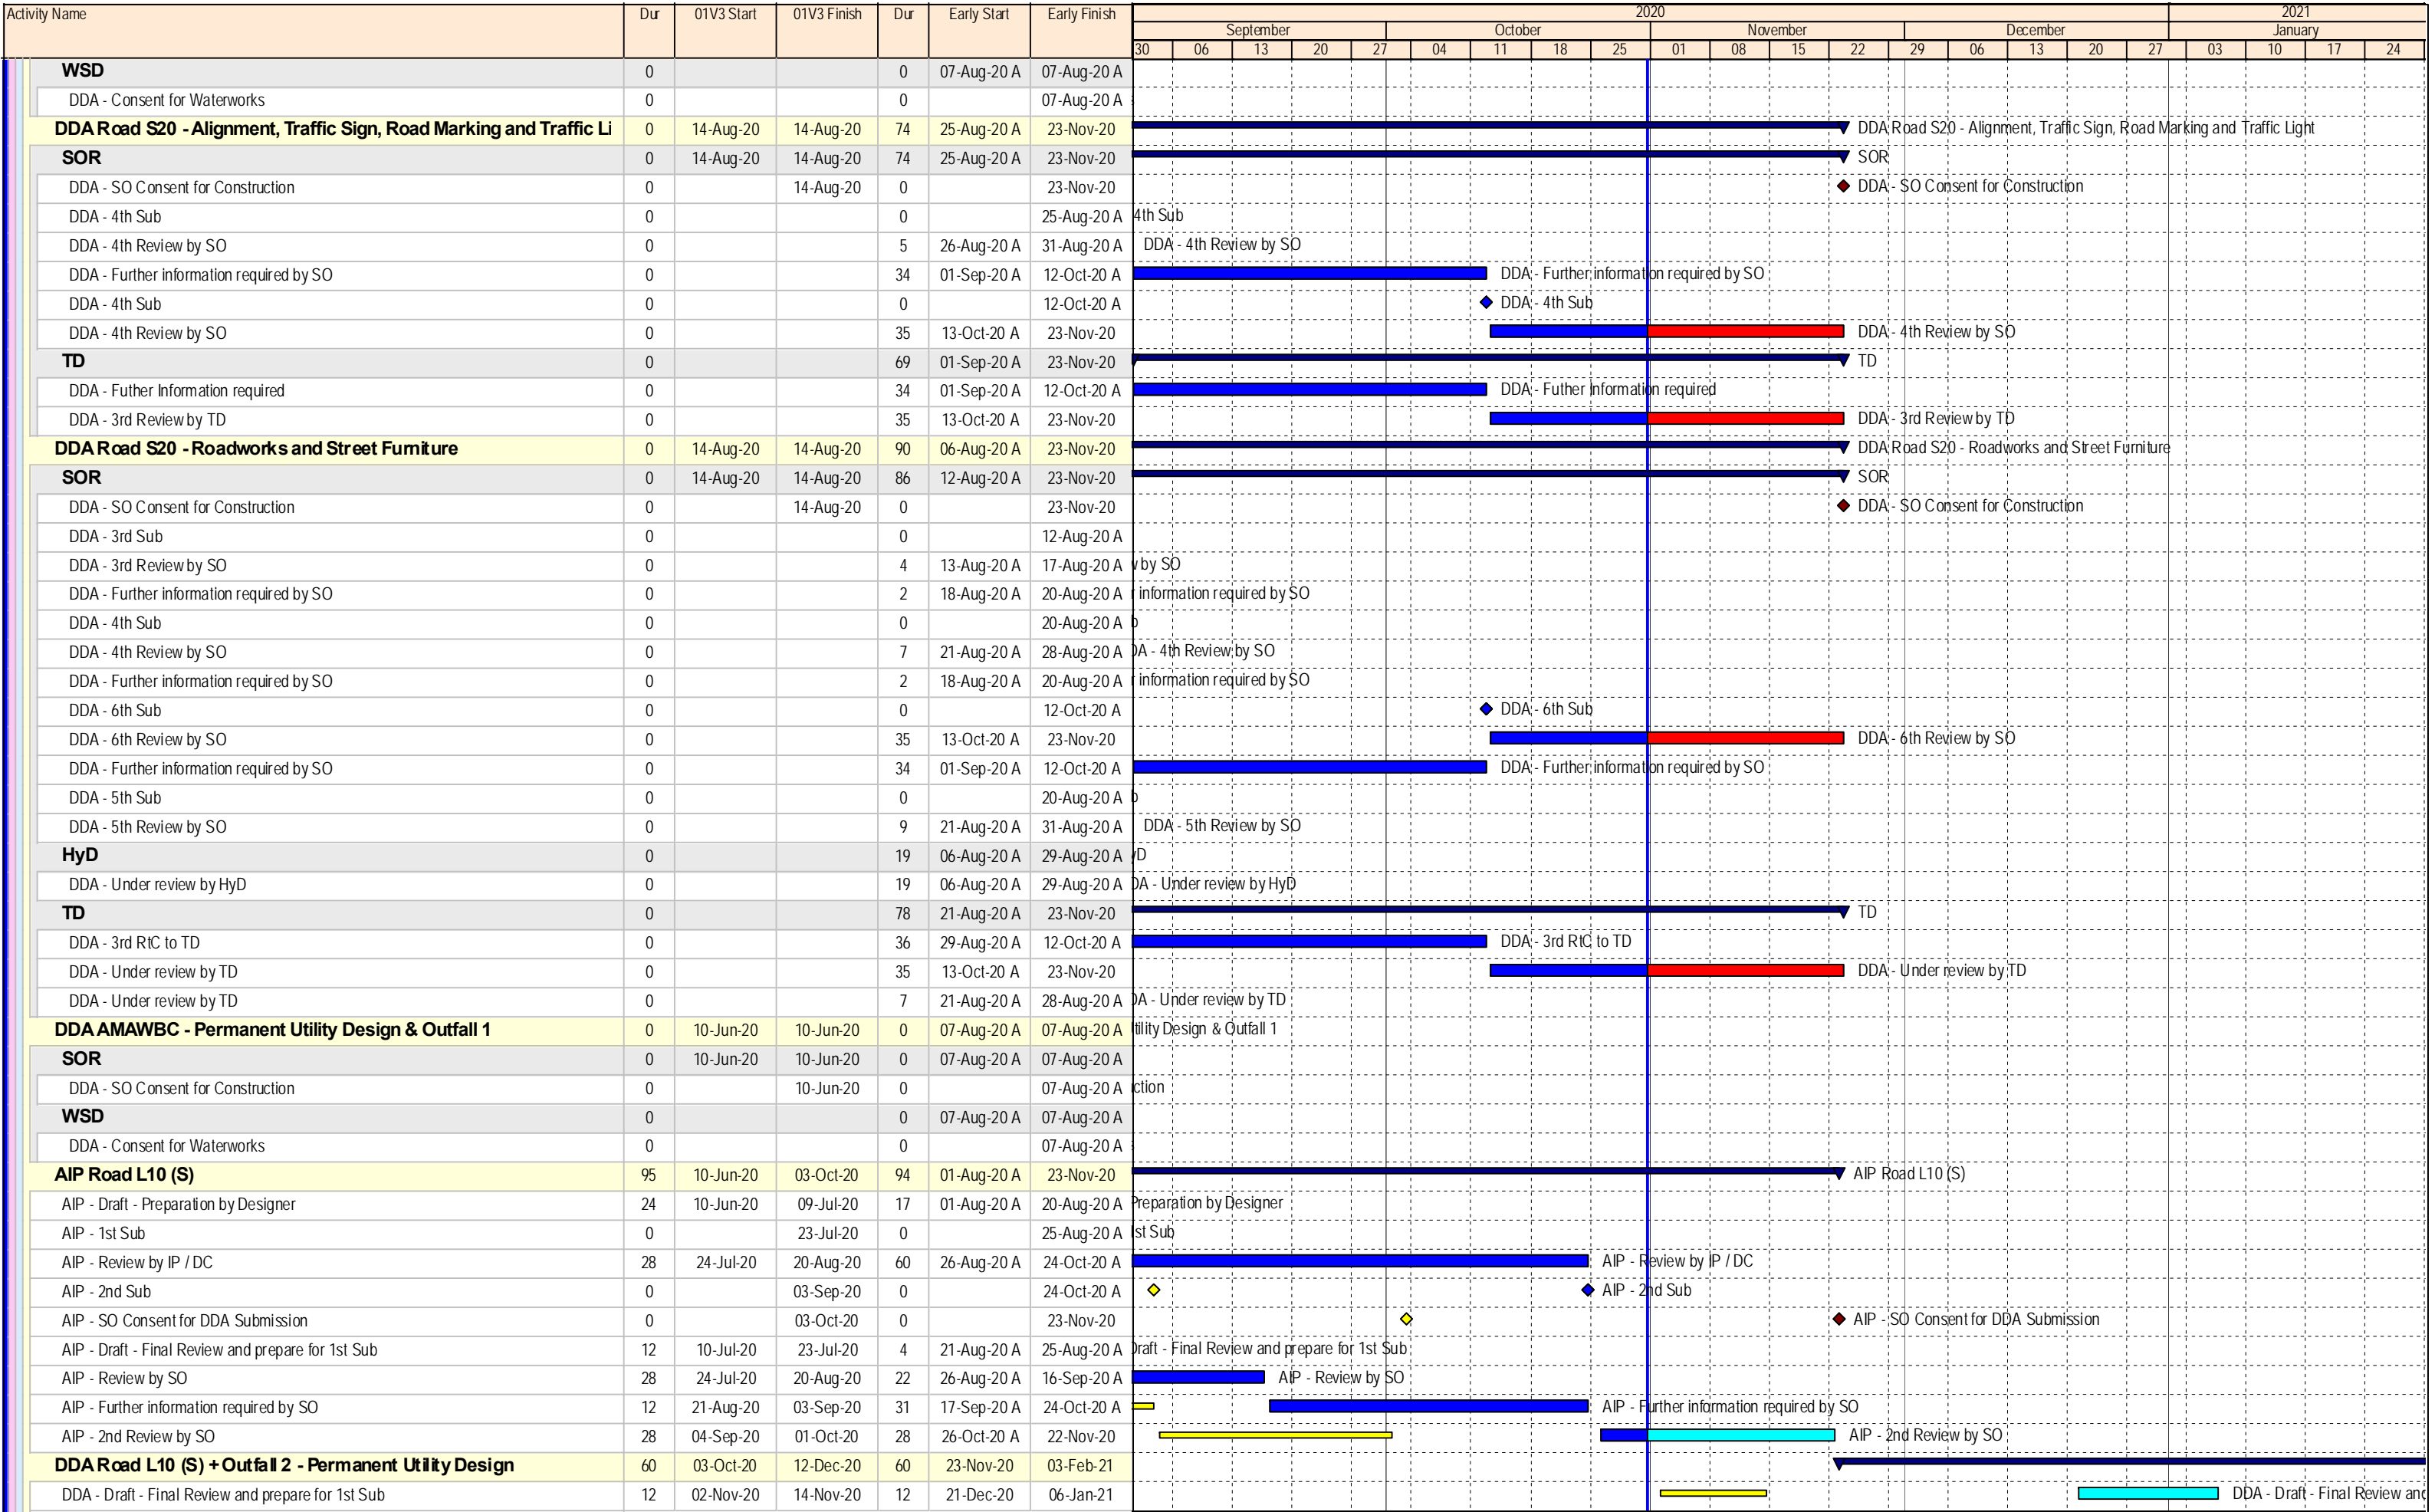 Activity Name Dur 01V3 Start 01V3 Finish Dur Early Start Early Finish 2020 2021
September October November December January
30 06 13 20 27 04 11 18 25 01 08 15 22 29 06 13 20 27 03 10 17 24
WSD 0 0 07-Aug-20 A 07-Aug-20 A
DDA - Consent for Waterworks 0 0 07-Aug-20 A
DDA Road S20 - Alignment, Traffic Sign, Road Marking and Traffic Li 0 14-Aug-20 14-Aug-20 74 25-Aug-20 A 23-Nov-20 DDA Road S20 - Alignment, Traffic Sign, Road Marking and Traffic Light
SOR 0 14-Aug-20 14-Aug-20 74 25-Aug-20 A 23-Nov-20 SOR
DDA - SO Consent for Construction 0 14-Aug-20 0 23-Nov-20 DDA - SO Consent for Construction
DDA - 4th Sub 0 0 25-Aug-20 A 4th Sub
DDA - 4th Review by SO 0 5 26-Aug-20 A 31-Aug-20 A DDA - 4th Review by SO
DDA - Further information required by SO 0 34 01-Sep-20 A 12-Oct-20 A DDA - Further information required by SO
DDA - 4th Sub 0 0 12-Oct-20 A DDA - 4th Sub
DDA - 4th Review by SO 0 35 13-Oct-20 A 23-Nov-20 DDA - 4th Review by SO
TD 0 69 01-Sep-20 A 23-Nov-20 TD
DDA - Futher Information required 0 34 01-Sep-20 A 12-Oct-20 A DDA - Futher Information required
DDA - 3rd Review by TD 0 35 13-Oct-20 A 23-Nov-20 DDA - 3rd Review by TD
DDA Road S20 - Roadworks and Street Furniture 0 14-Aug-20 14-Aug-20 90 06-Aug-20 A 23-Nov-20 DDA Road S20 - Roadworks and Street Furniture
SOR 0 14-Aug-20 14-Aug-20 86 12-Aug-20 A 23-Nov-20 SOR
DDA - SO Consent for Construction 0 14-Aug-20 0 23-Nov-20 DDA - SO Consent for Construction
DDA - 3rd Sub 0 0 12-Aug-20 A
DDA - 3rd Review by SO 0 4 13-Aug-20 A 17-Aug-20 A by SO
DDA - Further information required by SO 0 2 18-Aug-20 A 20-Aug-20 A information required by SO
DDA - 4th Sub 0 0 20-Aug-20 A
DDA - 4th Review by SO 0 7 21-Aug-20 A 28-Aug-20 A DA - 4th Review by SO
DDA - Further information required by SO 0 2 18-Aug-20 A 20-Aug-20 A information required by SO
DDA - 6th Sub 0 0 12-Oct-20 A DDA - 6th Sub
DDA - 6th Review by SO 0 35 13-Oct-20 A 23-Nov-20 DDA - 6th Review by SO
DDA - Further information required by SO 0 34 01-Sep-20 A 12-Oct-20 A DDA - Further information required by SO
DDA - 5th Sub 0 0 20-Aug-20 A
DDA - 5th Review by SO 0 9 21-Aug-20 A 31-Aug-20 A DDA - 5th Review by SO
HyD 0 19 06-Aug-20 A 29-Aug-20 A yD
DDA - Under review by HyD 0 19 06-Aug-20 A 29-Aug-20 A DA - Under review by HyD
TD 0 78 21-Aug-20 A 23-Nov-20 TD
DDA - 3rd RtC to TD 0 36 29-Aug-20 A 12-Oct-20 A DDA - 3rd RtC to TD
DDA - Under review by TD 0 35 13-Oct-20 A 23-Nov-20 DDA - Under review by TD
DDA - Under review by TD 0 7 21-Aug-20 A 28-Aug-20 A DA - Under review by TD
DDA AMAWBC - Permanent Utility Design & Outfall 1 0 10-Jun-20 10-Jun-20 0 07-Aug-20 A 07-Aug-20 A tility Design & Outfall 1
SOR 0 10-Jun-20 10-Jun-20 0 07-Aug-20 A 07-Aug-20 A
DDA - SO Consent for Construction 0 10-Jun-20 0 07-Aug-20 A ction
WSD 0 0 07-Aug-20 A 07-Aug-20 A
DDA - Consent for Waterworks 0 0 07-Aug-20 A
AIP Road L10 (S) 95 10-Jun-20 03-Oct-20 94 01-Aug-20 A 23-Nov-20 AIP Road L10 (S)
AIP - Draft - Preparation by Designer 24 10-Jun-20 09-Jul-20 17 01-Aug-20 A 20-Aug-20 A Preparation by Designer
AIP - 1st Sub 0 23-Jul-20 0 25-Aug-20 A 1st Sub
AIP - Review by IP / DC 28 24-Jul-20 20-Aug-20 60 26-Aug-20 A 24-Oct-20 A AIP - Review by IP / DC
AIP - 2nd Sub 0 03-Sep-20 0 24-Oct-20 A AIP - 2nd Sub
AIP - SO Consent for DDA Submission 0 03-Oct-20 0 23-Nov-20 AIP - SO Consent for DDA Submission
AIP - Draft - Final Review and prepare for 1st Sub 12 10-Jul-20 23-Jul-20 4 21-Aug-20 A 25-Aug-20 A Draft - Final Review and prepare for 1st Sub
AIP - Review by SO 28 24-Jul-20 20-Aug-20 22 26-Aug-20 A 16-Sep-20 A AIP - Review by SO
AIP - Further information required by SO 12 21-Aug-20 03-Sep-20 31 17-Sep-20 A 24-Oct-20 A AIP - Further information required by SO
AIP - 2nd Review by SO 28 04-Sep-20 01-Oct-20 28 26-Oct-20 A 22-Nov-20 AIP - 2nd Review by SO
DDA Road L10 (S) + Outfall 2 - Permanent Utility Design 60 03-Oct-20 12-Dec-20 60 23-Nov-20 03-Feb-21
DDA - Draft - Final Review and prepare for 1st Sub 12 02-Nov-20 14-Nov-20 12 21-Dec-20 06-Jan-21 DDA - Draft - Final Review and